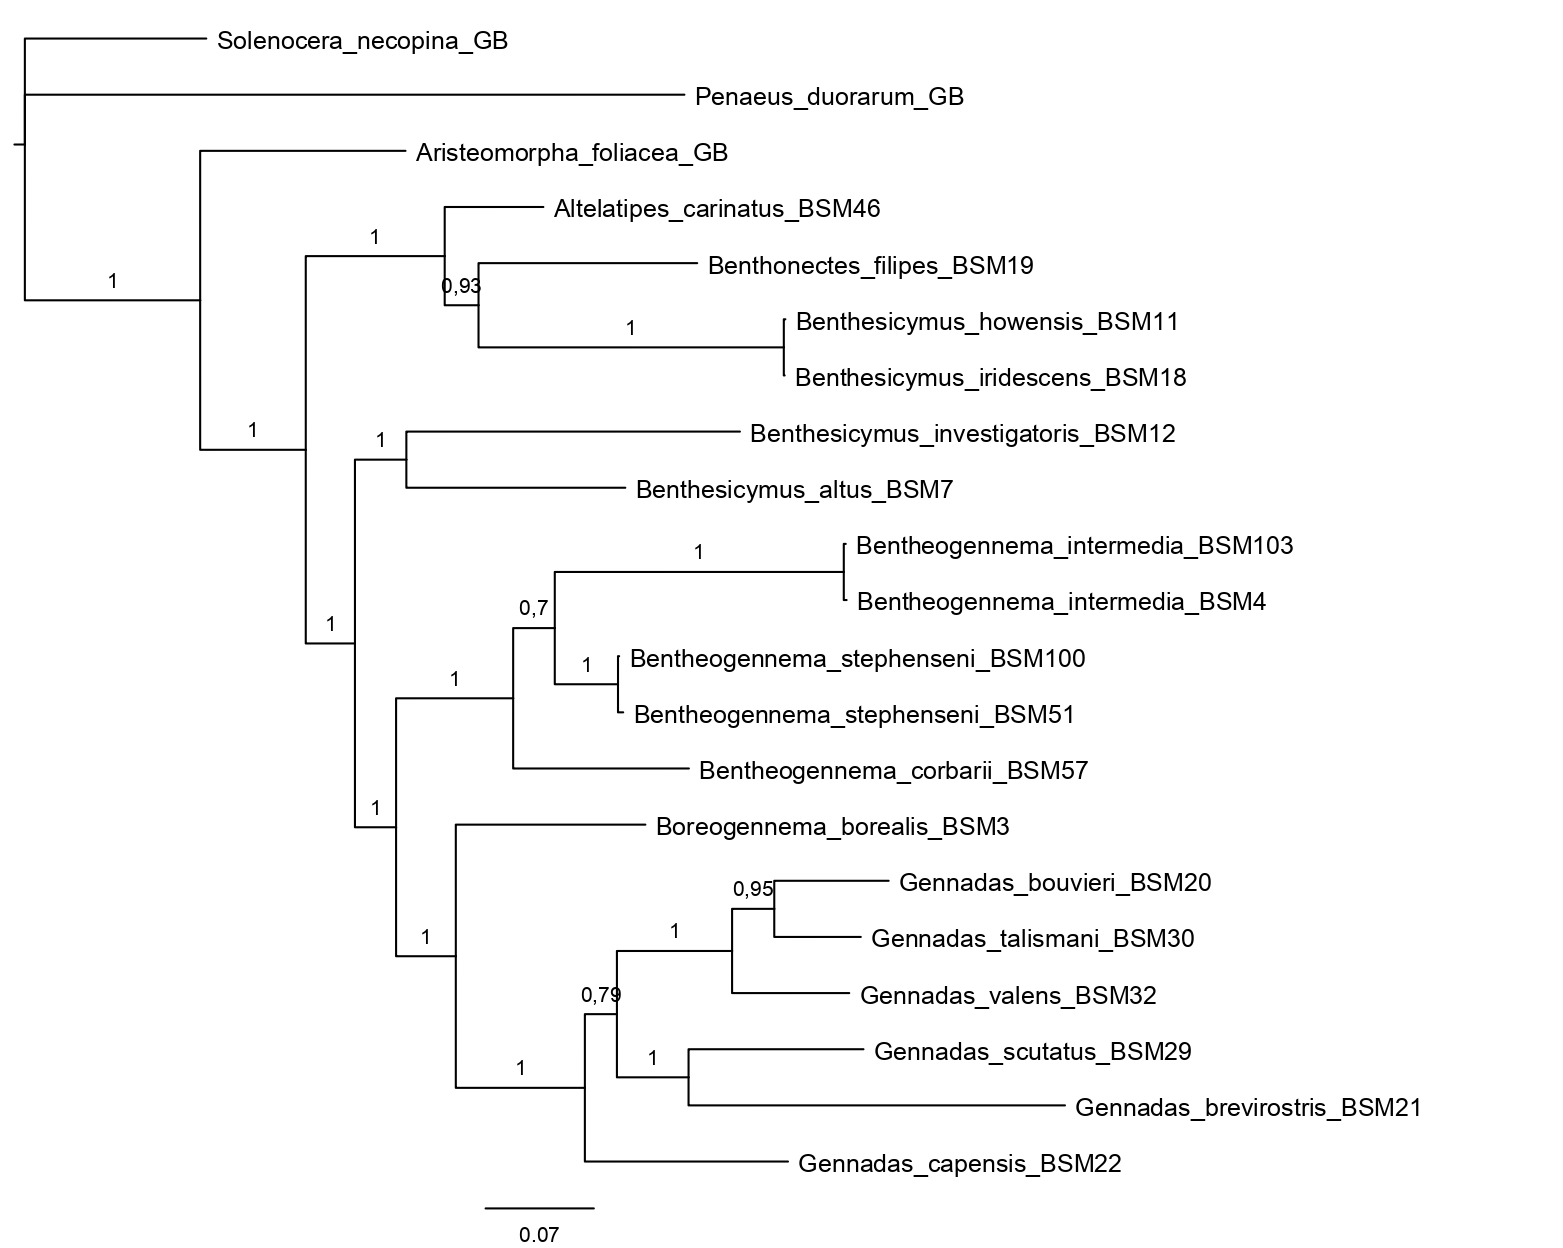 Solenocera_necopina_GB
Penaeus_duorarum_GB
Aristeomorpha_foliacea_GB
Altelatipes_carinatus_BSM46
1
Benthonectes_filipes_BSM19
1
0,93
Benthesicymus_howensis_BSM11
1
Benthesicymus_iridescens_BSM18
1
Benthesicymus_investigatoris_BSM12
1
Benthesicymus_altus_BSM7
Bentheogennema_intermedia_BSM103
1
Bentheogennema_intermedia_BSM4
0,7
1
Bentheogennema_stephenseni_BSM100
1
1
Bentheogennema_stephenseni_BSM51
Bentheogennema_corbarii_BSM57
1
Boreogennema_borealis_BSM3
0,95
Gennadas_bouvieri_BSM20
1
1
Gennadas_talismani_BSM30
0,79
Gennadas_valens_BSM32
1
Gennadas_scutatus_BSM29
1
Gennadas_brevirostris_BSM21
Gennadas_capensis_BSM22
0.07